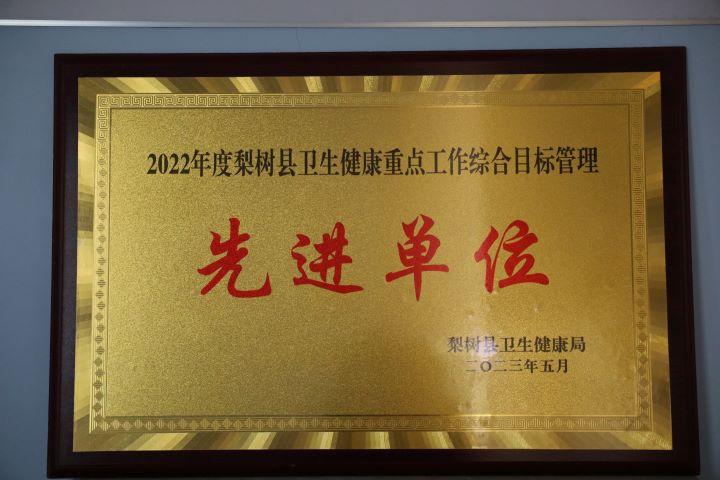 2022年度梨树县卫生健康重点工作综合目标管理
先进单位
梨树县卫生健康局
二〇二三年五月